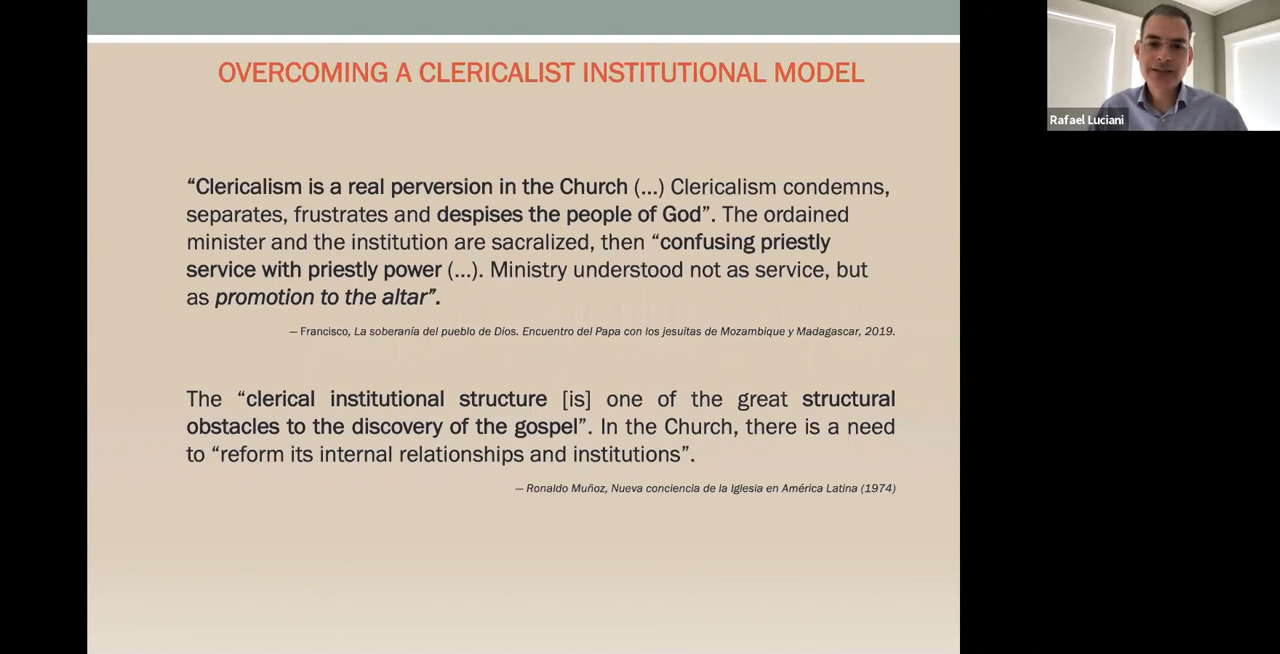 OVERCOMING A CLERICALIST INSTITUTIONAL MODEL
“Clericalism is a real perversion in the Church (...) Clericalism condemns,
separates, frustrates and despises the people of God”. The ordained
minister and the institution are sacralized, then “confusing priestly
service with priestly power (...). Ministry understood not as service, but
as promotion to the altar”.
— Francisco, La soberanía del pueblo de Dios. Encuentro del Papa con los jesuitas de Mozambique y Madagascar, 2019.
The “clerical institutional structure [is] one of the great structural
obstacles to the discovery of the gospel”. In the Church, there is a need
to “reform its internal relationships and institutions”.
— Ronaldo Muñoz, Nueva conciencia de la Iglesia en América Latina (1974)
Rafael Luciani